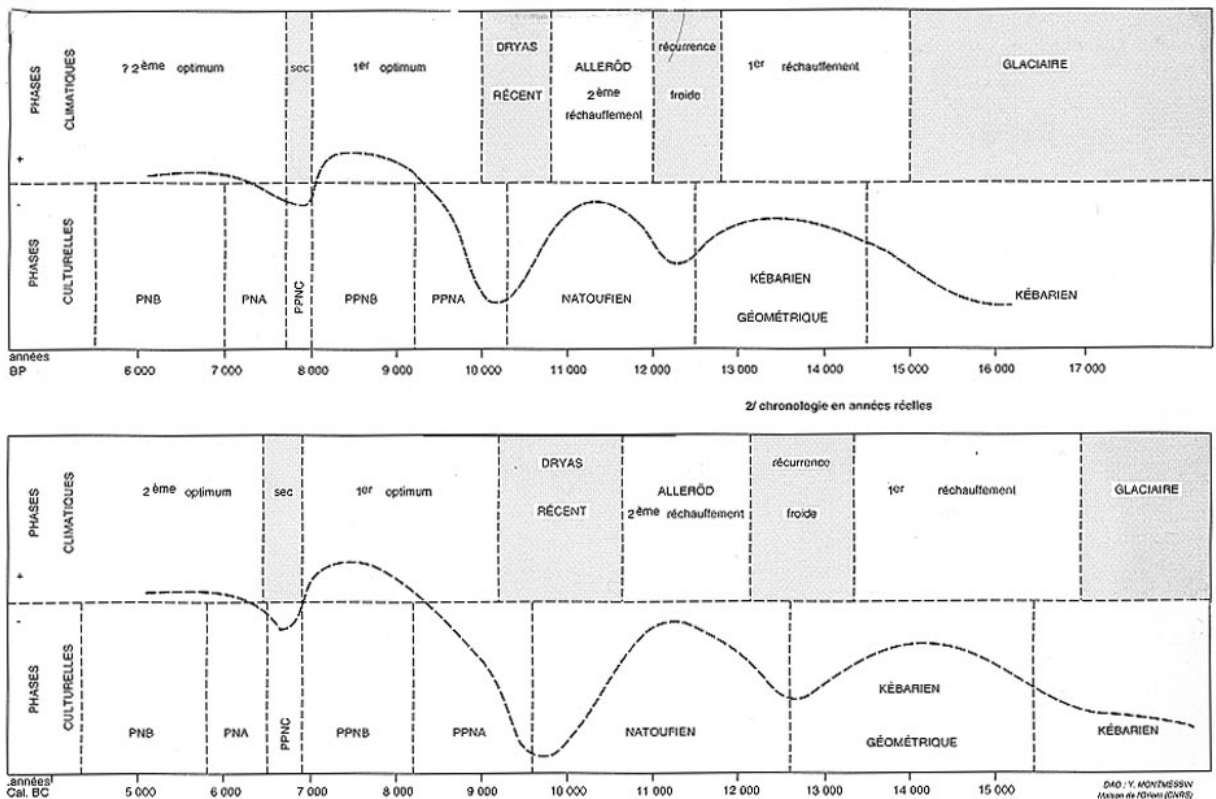 PHASES
CLIMATIQUES
? 2ème optimum
sec
1er optimum
DRYAS
RÉCENT
ALLERÖD
2ème
réchauffement
récurrence
froide
1er réchauffement
GLACIAIRE
+
-
PHASES
CULTURELLES
PNB
PNA
PPNC
PPNB
PPNA
NATOUFIEN
KÉBARIEN
GÉOMÉTRIQUE
KÉBARIEN
années
BP
6 000 7 000 8 000 9 000 10 000 11 000 12 000 13 000 14 000 15 000 16 000 17 000
2/ chronologie en années réelles
PHASES
CLIMATIQUES
2ème optimum
sec
1er optimum
DRYAS
RÉCENT
ALLERÖD
2ème réchauffement
récurrence
froide
1er réchauffement
GLACIAIRE
+
-
PHASES
CULTURELLES
PNB
PNA
PPNC
PPNB
PPNA
NATOUFIEN
KÉBARIEN
GÉOMÉTRIQUE
KÉBARIEN
années
Cal. BC
5 000 6 000 7 000 8 000 9 000 10 000 11 000 12 000 13 000 14 000 15 000
DAO : Y. MONTMESSIN
Maison de l'Orient (CNRS)